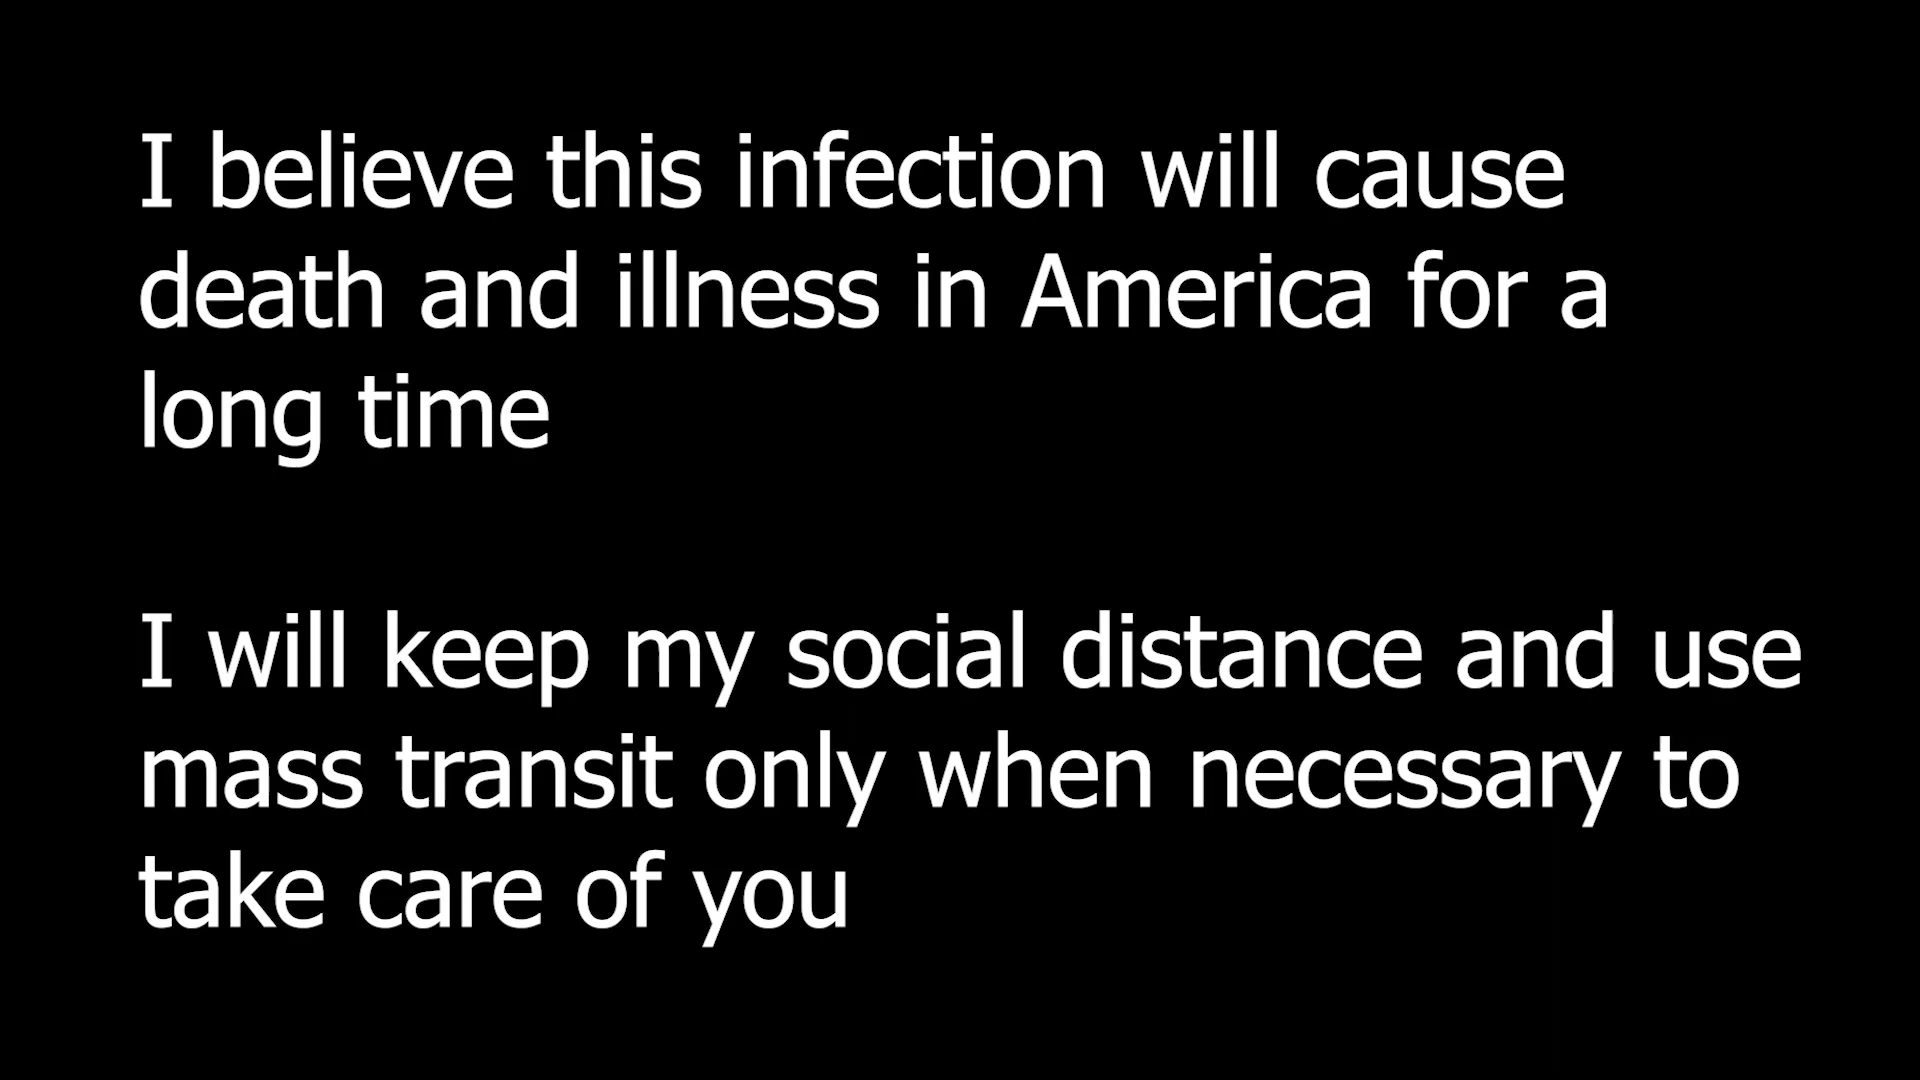 I believe this infection will cause
death and illness in America for a
long time
I will keep my social distance and use
mass transit only when necessary to
take care of you